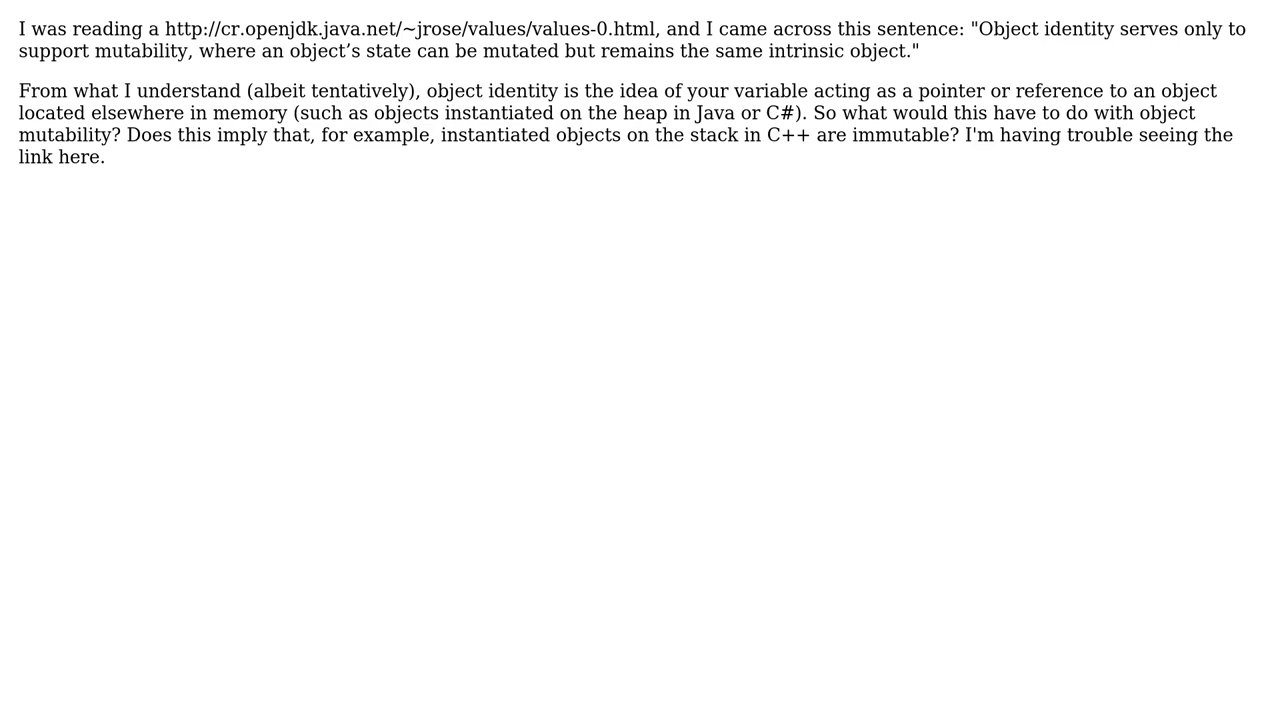 I was reading a http://cr.openjdk.java.net/~jrose/values/values-0.html, and I came across this sentence: "Object identity serves only to
support mutability, where an object’s state can be mutated but remains the same intrinsic object."
From what I understand (albeit tentatively), object identity is the idea of your variable acting as a pointer or reference to an object
located elsewhere in memory (such as objects instantiated on the heap in Java or C#). So what would this have to do with object
mutability? Does this imply that, for example, instantiated objects on the stack in C++ are immutable? I'm having trouble seeing the
link here.